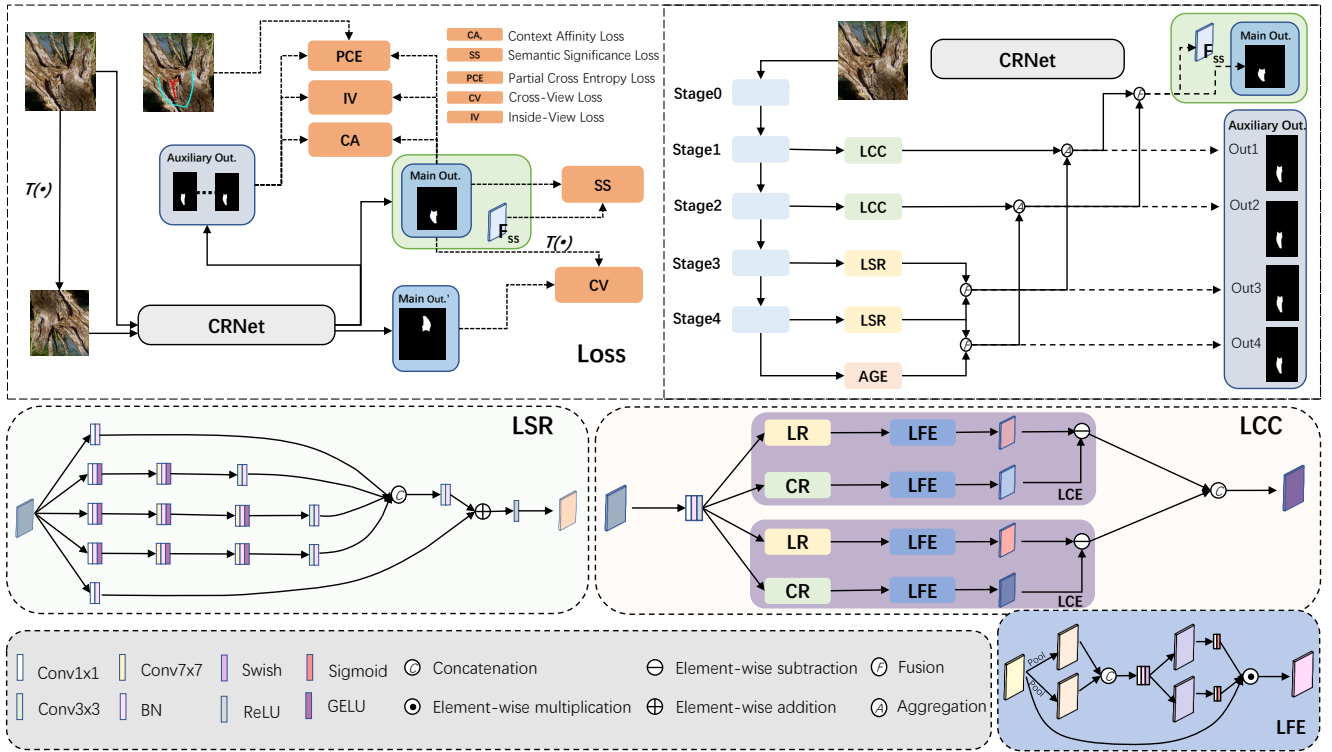 PCE
IV
CA
CA, Context Affinity Loss
SS Semantic Significance Loss
PCE Partial Cross Entropy Loss
CV Cross-View Loss
IV Inside-View Loss
T(•)
Auxiliary Out.
Main Out.
F SS
SS
T(•)
CV
Main Out.'
CRNet
Loss
CRNet
F SS
Main Out.
Stage0
Stage1
LCC
A
F
Stage2
LCC
A
Stage3
LSR
F
Stage4
LSR
F
AGE
Auxiliary Out.
Out1
Out2
Out3
Out4
LSR
C
LCC
LR
LFE
CR
LFE
LCE
LR
LFE
CR
LFE
LCE
C
Conv1x1
Conv7x7
Swish
Sigmoid
C Concatenation
Element-wise subtraction
F Fusion
Conv3x3
BN
ReLU
GELU
Element-wise multiplication
Element-wise addition
A Aggregation
Pool
Pool
C
LFE